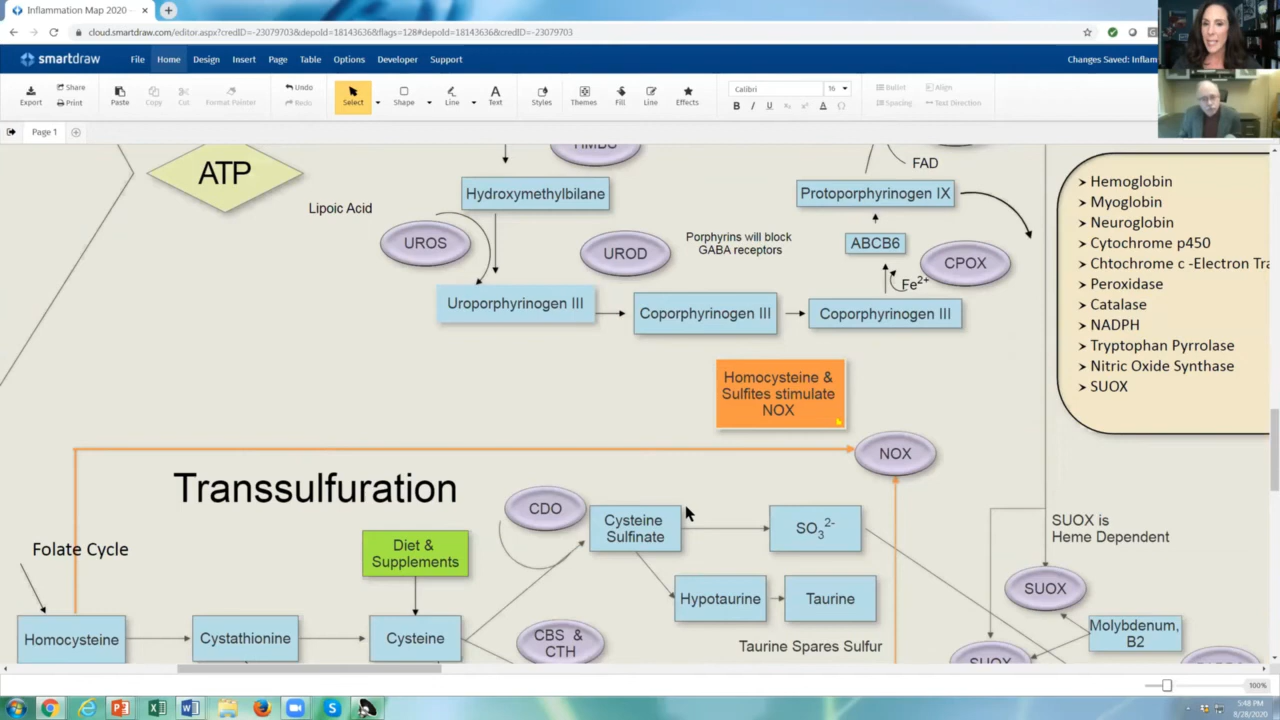 Inflammation Map 2020 -
cloud.smartdraw.com/editor.aspx?credID=-23079703&depoId=18143636&flags=128#depoId=18143636&credID=-23079703
smartdraw
File Home Design Insert Page Table Options Developer Support
Changes Saved: Inflam
Export
Share
Print
Paste
Copy
Cut
Format Painter
Undo
Redo
Select
Shape
Line
Text
Styles
Themes
Fill
Line
Effects
Calibri
16
B I U
Bullet
Align
Spacing
Text Direction
Page 1
ATP
Lipoic Acid
HMBS
Hydroxymethylbilane
UROS
UROD
Uroporphyrinogen III
Coporphyrinogen III
Coporphyrinogen III
Porphyrins will block
GABA receptors
FAD
Protoporphyrinogen IX
ABCB6
CPOX
Fe2+
Hemoglobin
Myoglobin
Neuroglobin
Cytochrome p450
Chtochrome c -Electron Tra
Peroxidase
Catalase
NADPH
Tryptophan Pyrrolase
Nitric Oxide Synthase
SUOX
Homocysteine &
Sulfites stimulate
NOX
NOX
Transsulfuration
CDO
Cysteine
Sulfinate
SO3 2-
SUOX is
Heme Dependent
Folate Cycle
Diet &
Supplements
Hypotaurine
Taurine
SUOX
Homocysteine
Cystathionine
Cysteine
CBS &
CTH
Taurine Spares Sulfur
SUOX
Molybdenum,
B2
100%
5:48 PM
8/28/2020